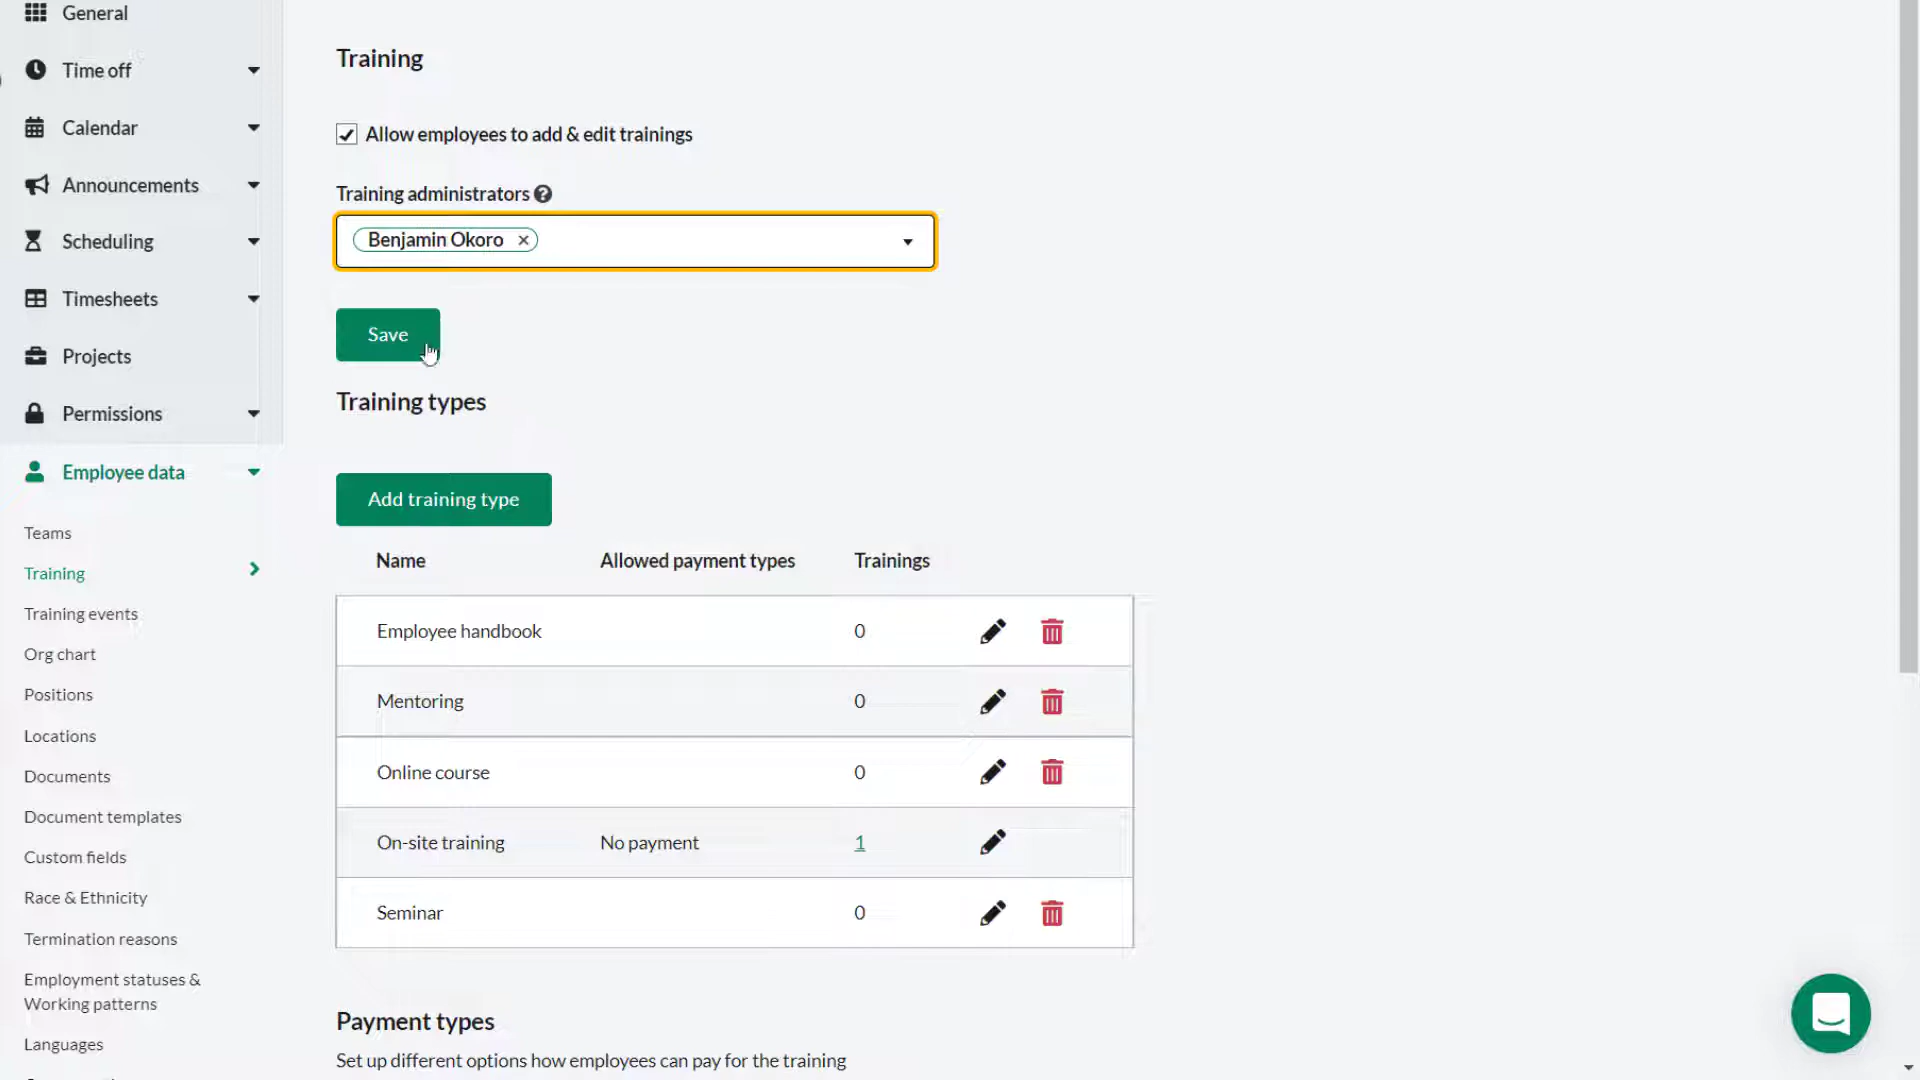 General
Time off
Calendar
Announcements
Scheduling
Timesheets
Projects
Permissions
Employee data
Teams
Training
Training events
Org chart
Positions
Locations
Documents
Document templates
Custom fields
Race & Ethnicity
Termination reasons
Employment statuses &
Working patterns
Languages
Training
Allow employees to add & edit trainings
Training administrators ?
Benjamin Okoro ×
Save
Training types
Add training type
Name Allowed payment types Trainings
Employee handbook 0
Mentoring 0
Online course 0
On-site training No payment 1
Seminar 0
Payment types
Set up different options how employees can pay for the training